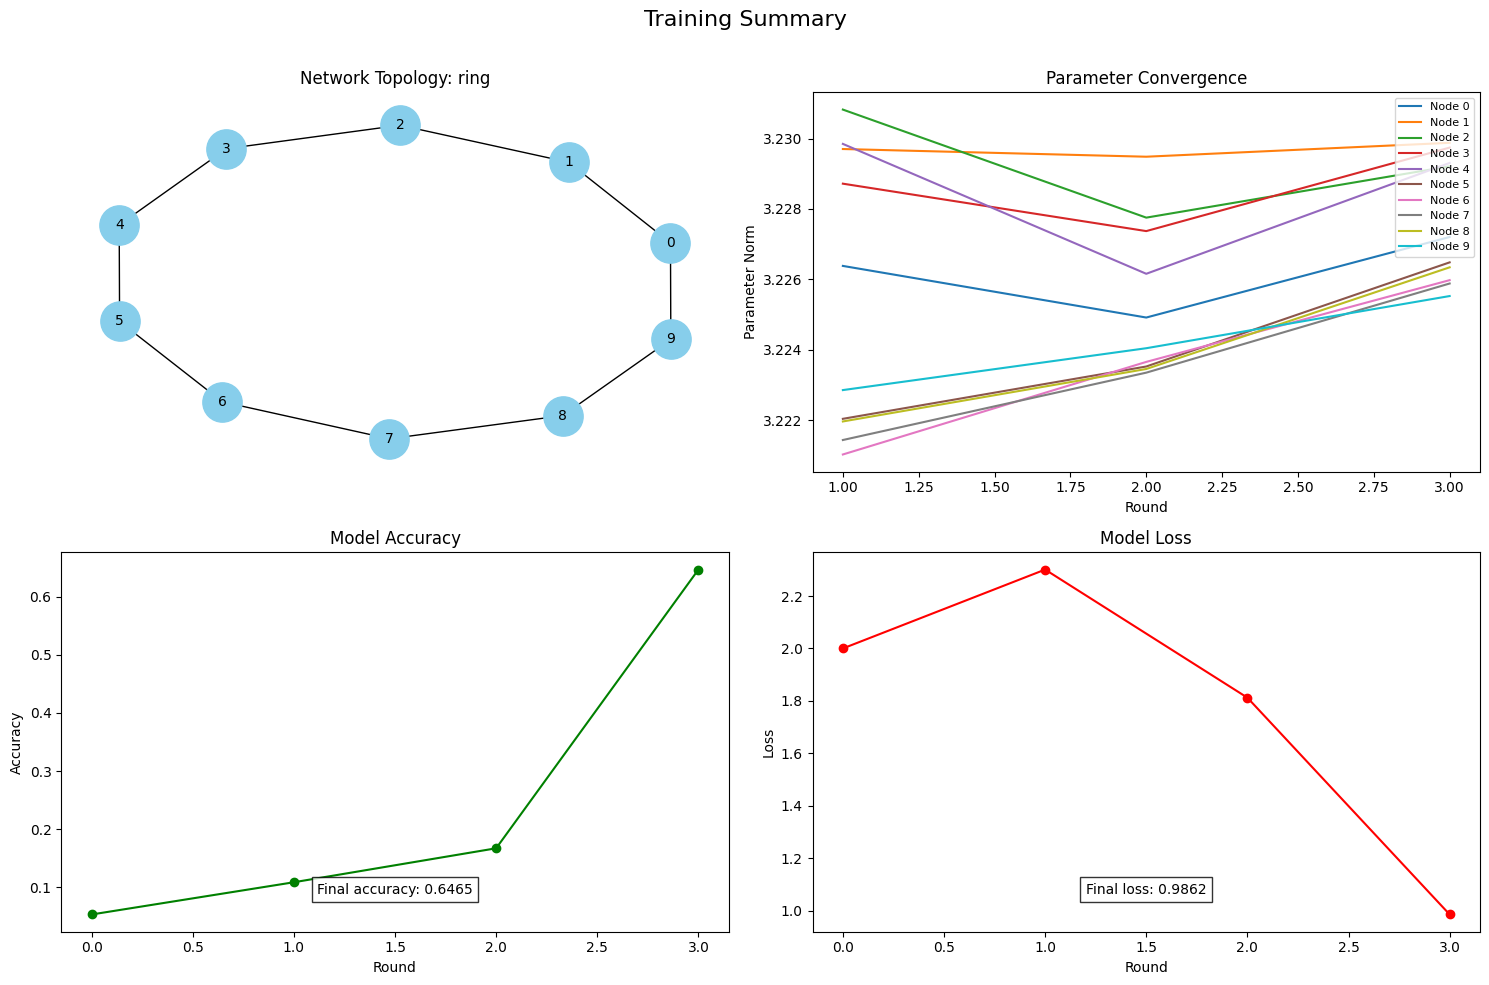 Training Summary
Network Topology: ring
2
3
1
4
0
5
9
6
8
7
Parameter Convergence
Node 0
Node 1
Node 2
Node 3
Node 4
Node 5
Node 6
Node 7
Node 8
Node 9
3.230
3.228
3.226
3.224
3.222
Parameter Norm
1.00 1.25 1.50 1.75 2.00 2.25 2.50 2.75 3.00
Round
Model Accuracy
0.6
0.5
0.4
0.3
0.2
0.1
Accuracy
Final accuracy: 0.6465
0.0 0.5 1.0 1.5 2.0 2.5 3.0
Round
Model Loss
2.2
2.0
1.8
1.6
1.4
1.2
1.0
Loss
Final loss: 0.9862
0.0 0.5 1.0 1.5 2.0 2.5 3.0
Round